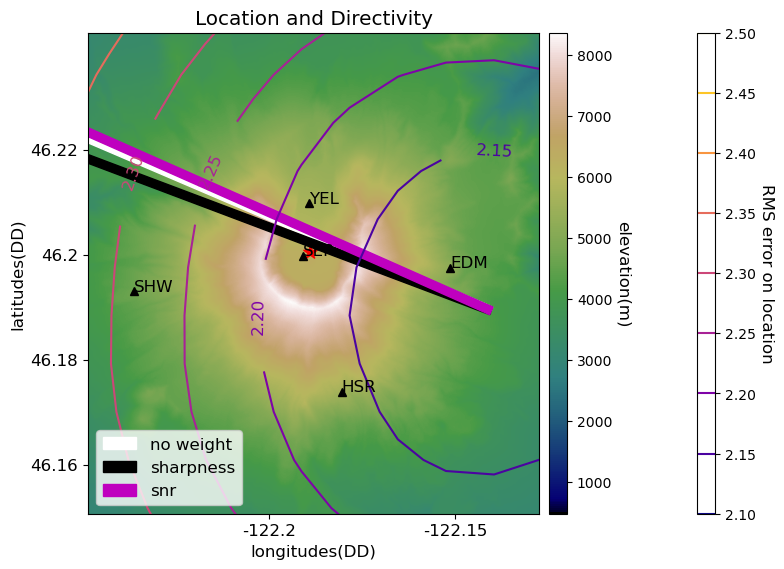 Location and Directivity
46.22
46.2
46.18
46.16
latitudes(DD)
-122.2
-122.15
longitudes(DD)
2.30
2.25
2.15
2.20
YEL
EDM
SHW
HSR
no weight
sharpness
snr
8000
7000
6000
5000
4000
3000
2000
1000
elevation(m)
2.50
2.45
2.40
2.35
2.30
2.25
2.20
2.15
2.10
RMS error on location